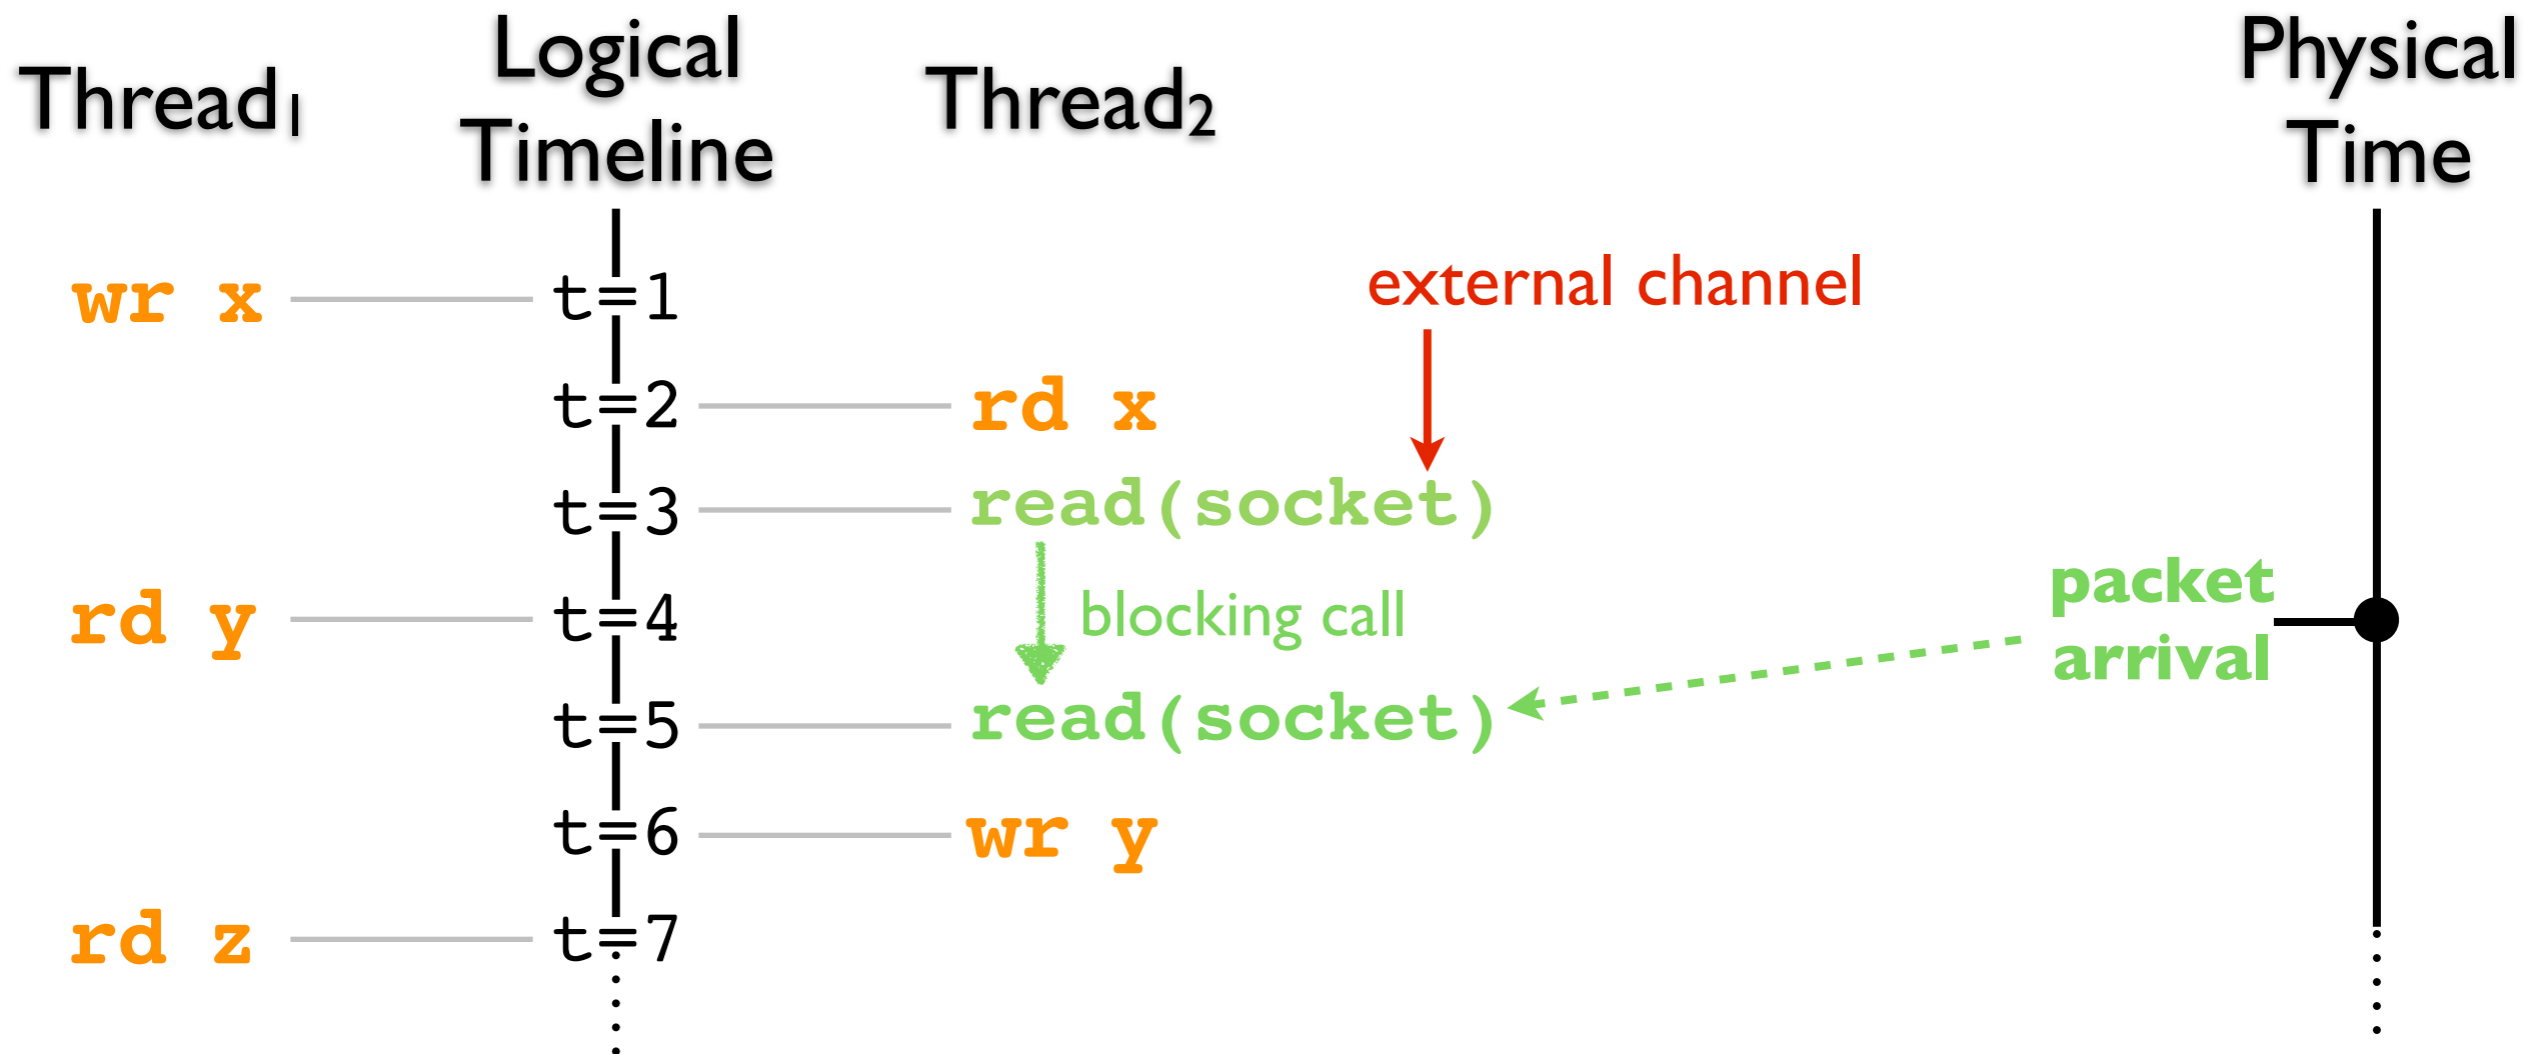 Logical
Physical
Thread1
Timeline
Thread2
Time
wr x
t=1
external channel
t=2
rd x
t=3
read(socket)
rd y
t=4
blocking call
packet
arrival
t=5
read(socket)
t=6
wr y
rd z
t=7